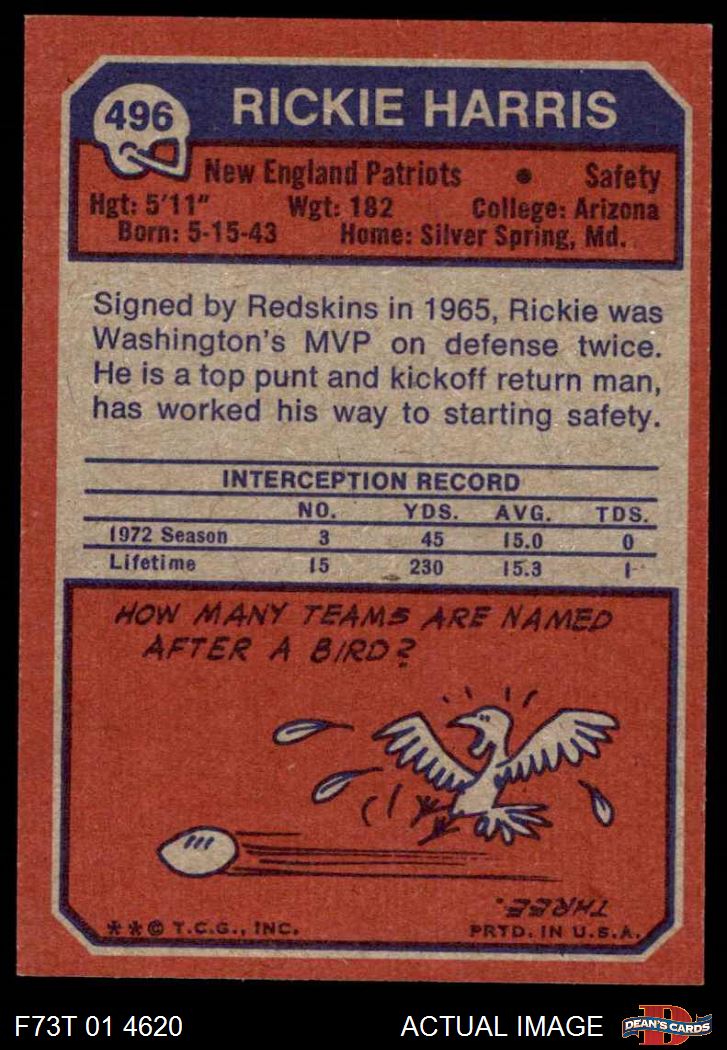 496 RICKIE HARRIS
New England Patriots • Safety
Hgt: 5'11" Wgt: 182 College: Arizona
Born: 5-15-43 Home: Silver Spring, Md.
Signed by Redskins in 1965, Rickie was
Washington's MVP on defense twice.
He is a top punt and kickoff return man,
has worked his way to starting safety.
INTERCEPTION RECORD
NO. YDS. AVG. TDS.
1972 Season 3 45 15.0 0
Lifetime 15 230 15.3 1
HOW MANY TEAMS ARE NAMED
AFTER A BIRD?
THREE.
**© T.C.G., INC. PRTD. IN U.S.A.
F73T 01 4620 ACTUAL IMAGE D DEAN'S CARDS